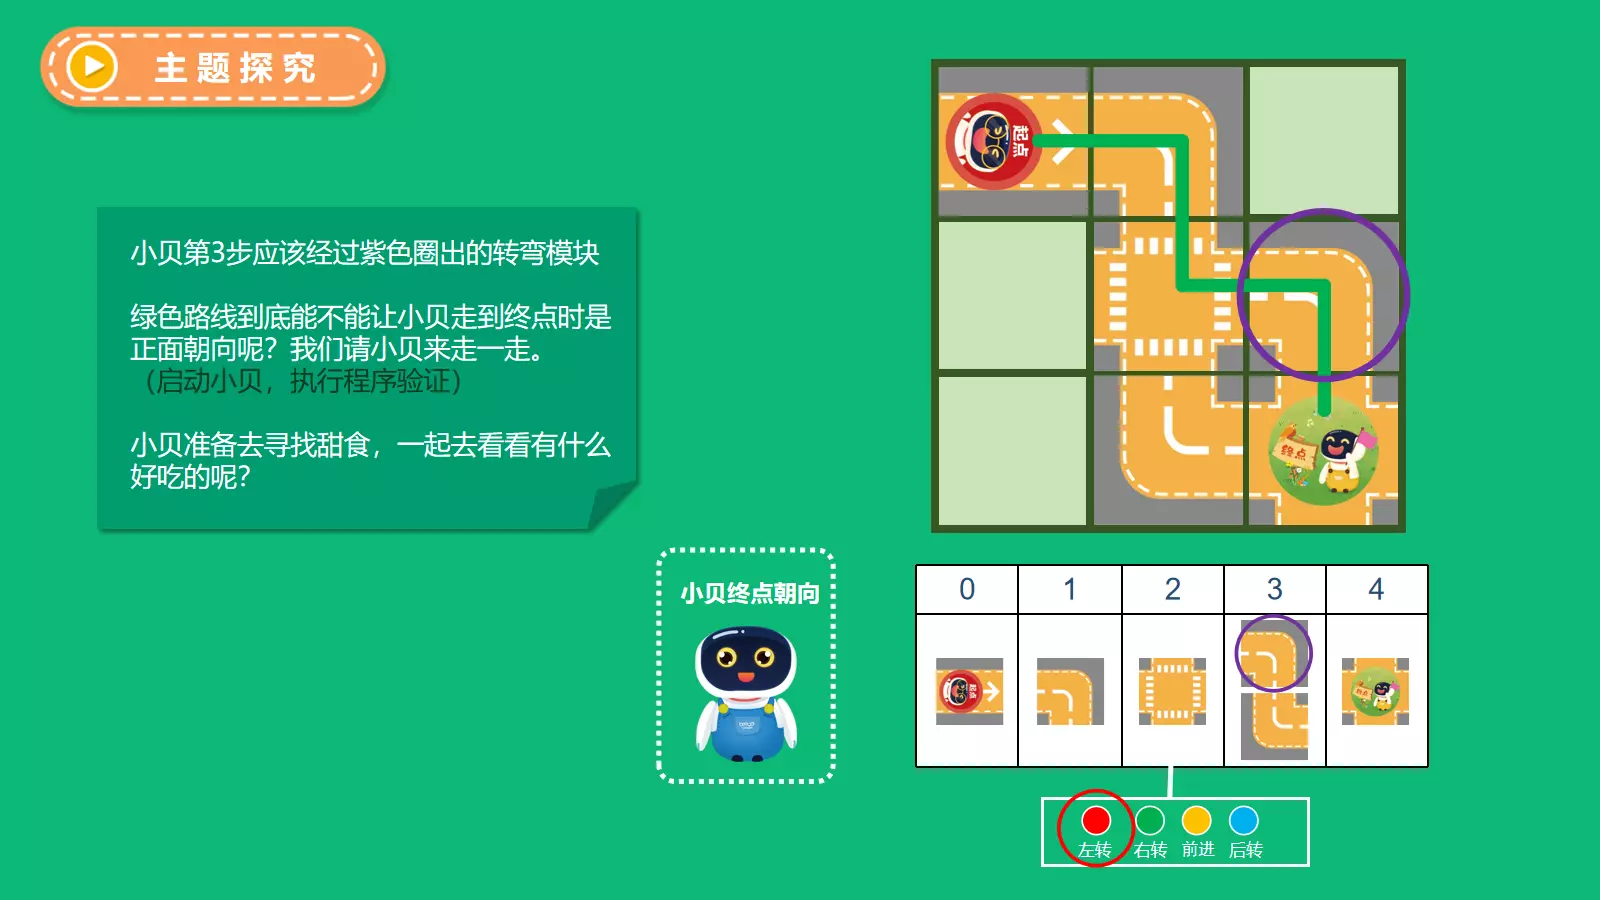 主题探究
小贝第3步应该经过紫色圈出的转弯模块
绿色路线到底能不能让小贝走到终点时是
正面朝向呢？我们请小贝来走一走。
（启动小贝，执行程序验证）
小贝准备去寻找甜食，一起去看看有什么
好吃的呢？
起点
终点
小贝终点朝向
0 1 2 3 4
起点
终点
左转 右转 前进 后转